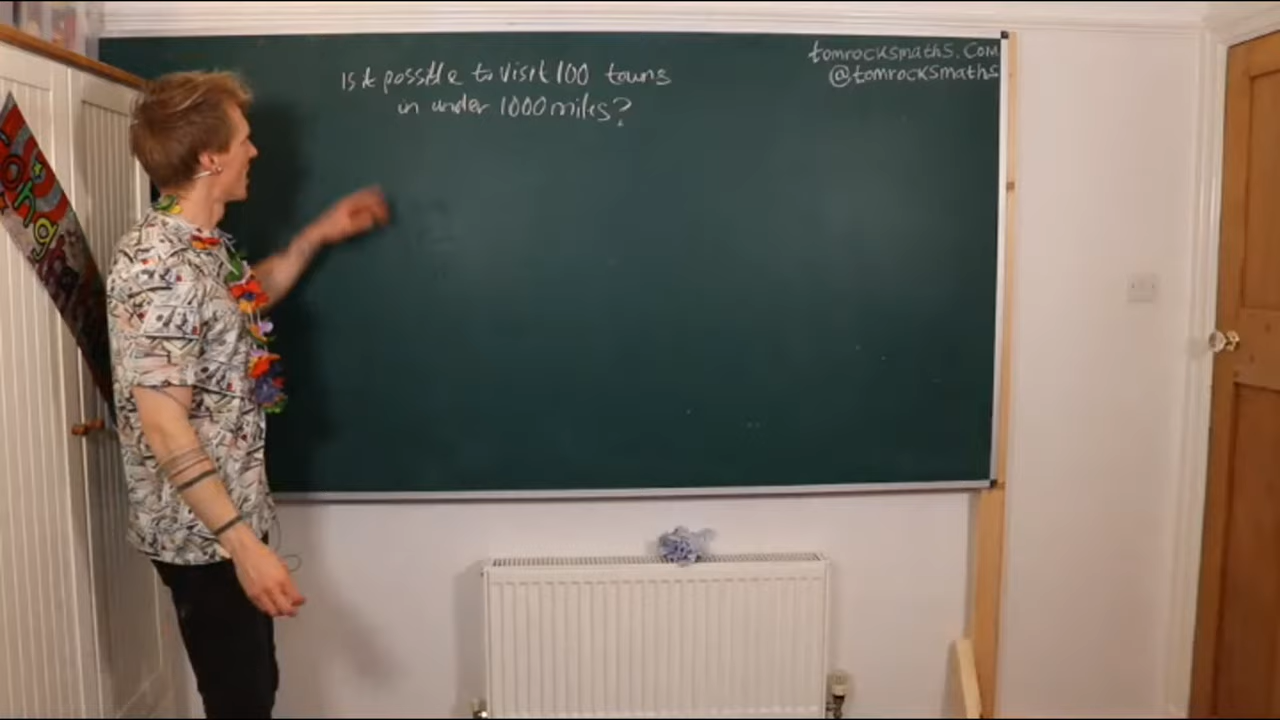 is it possible to visit 100 towns
in under 1000 miles?
tomrocksmaths.com
@tomrocksmaths